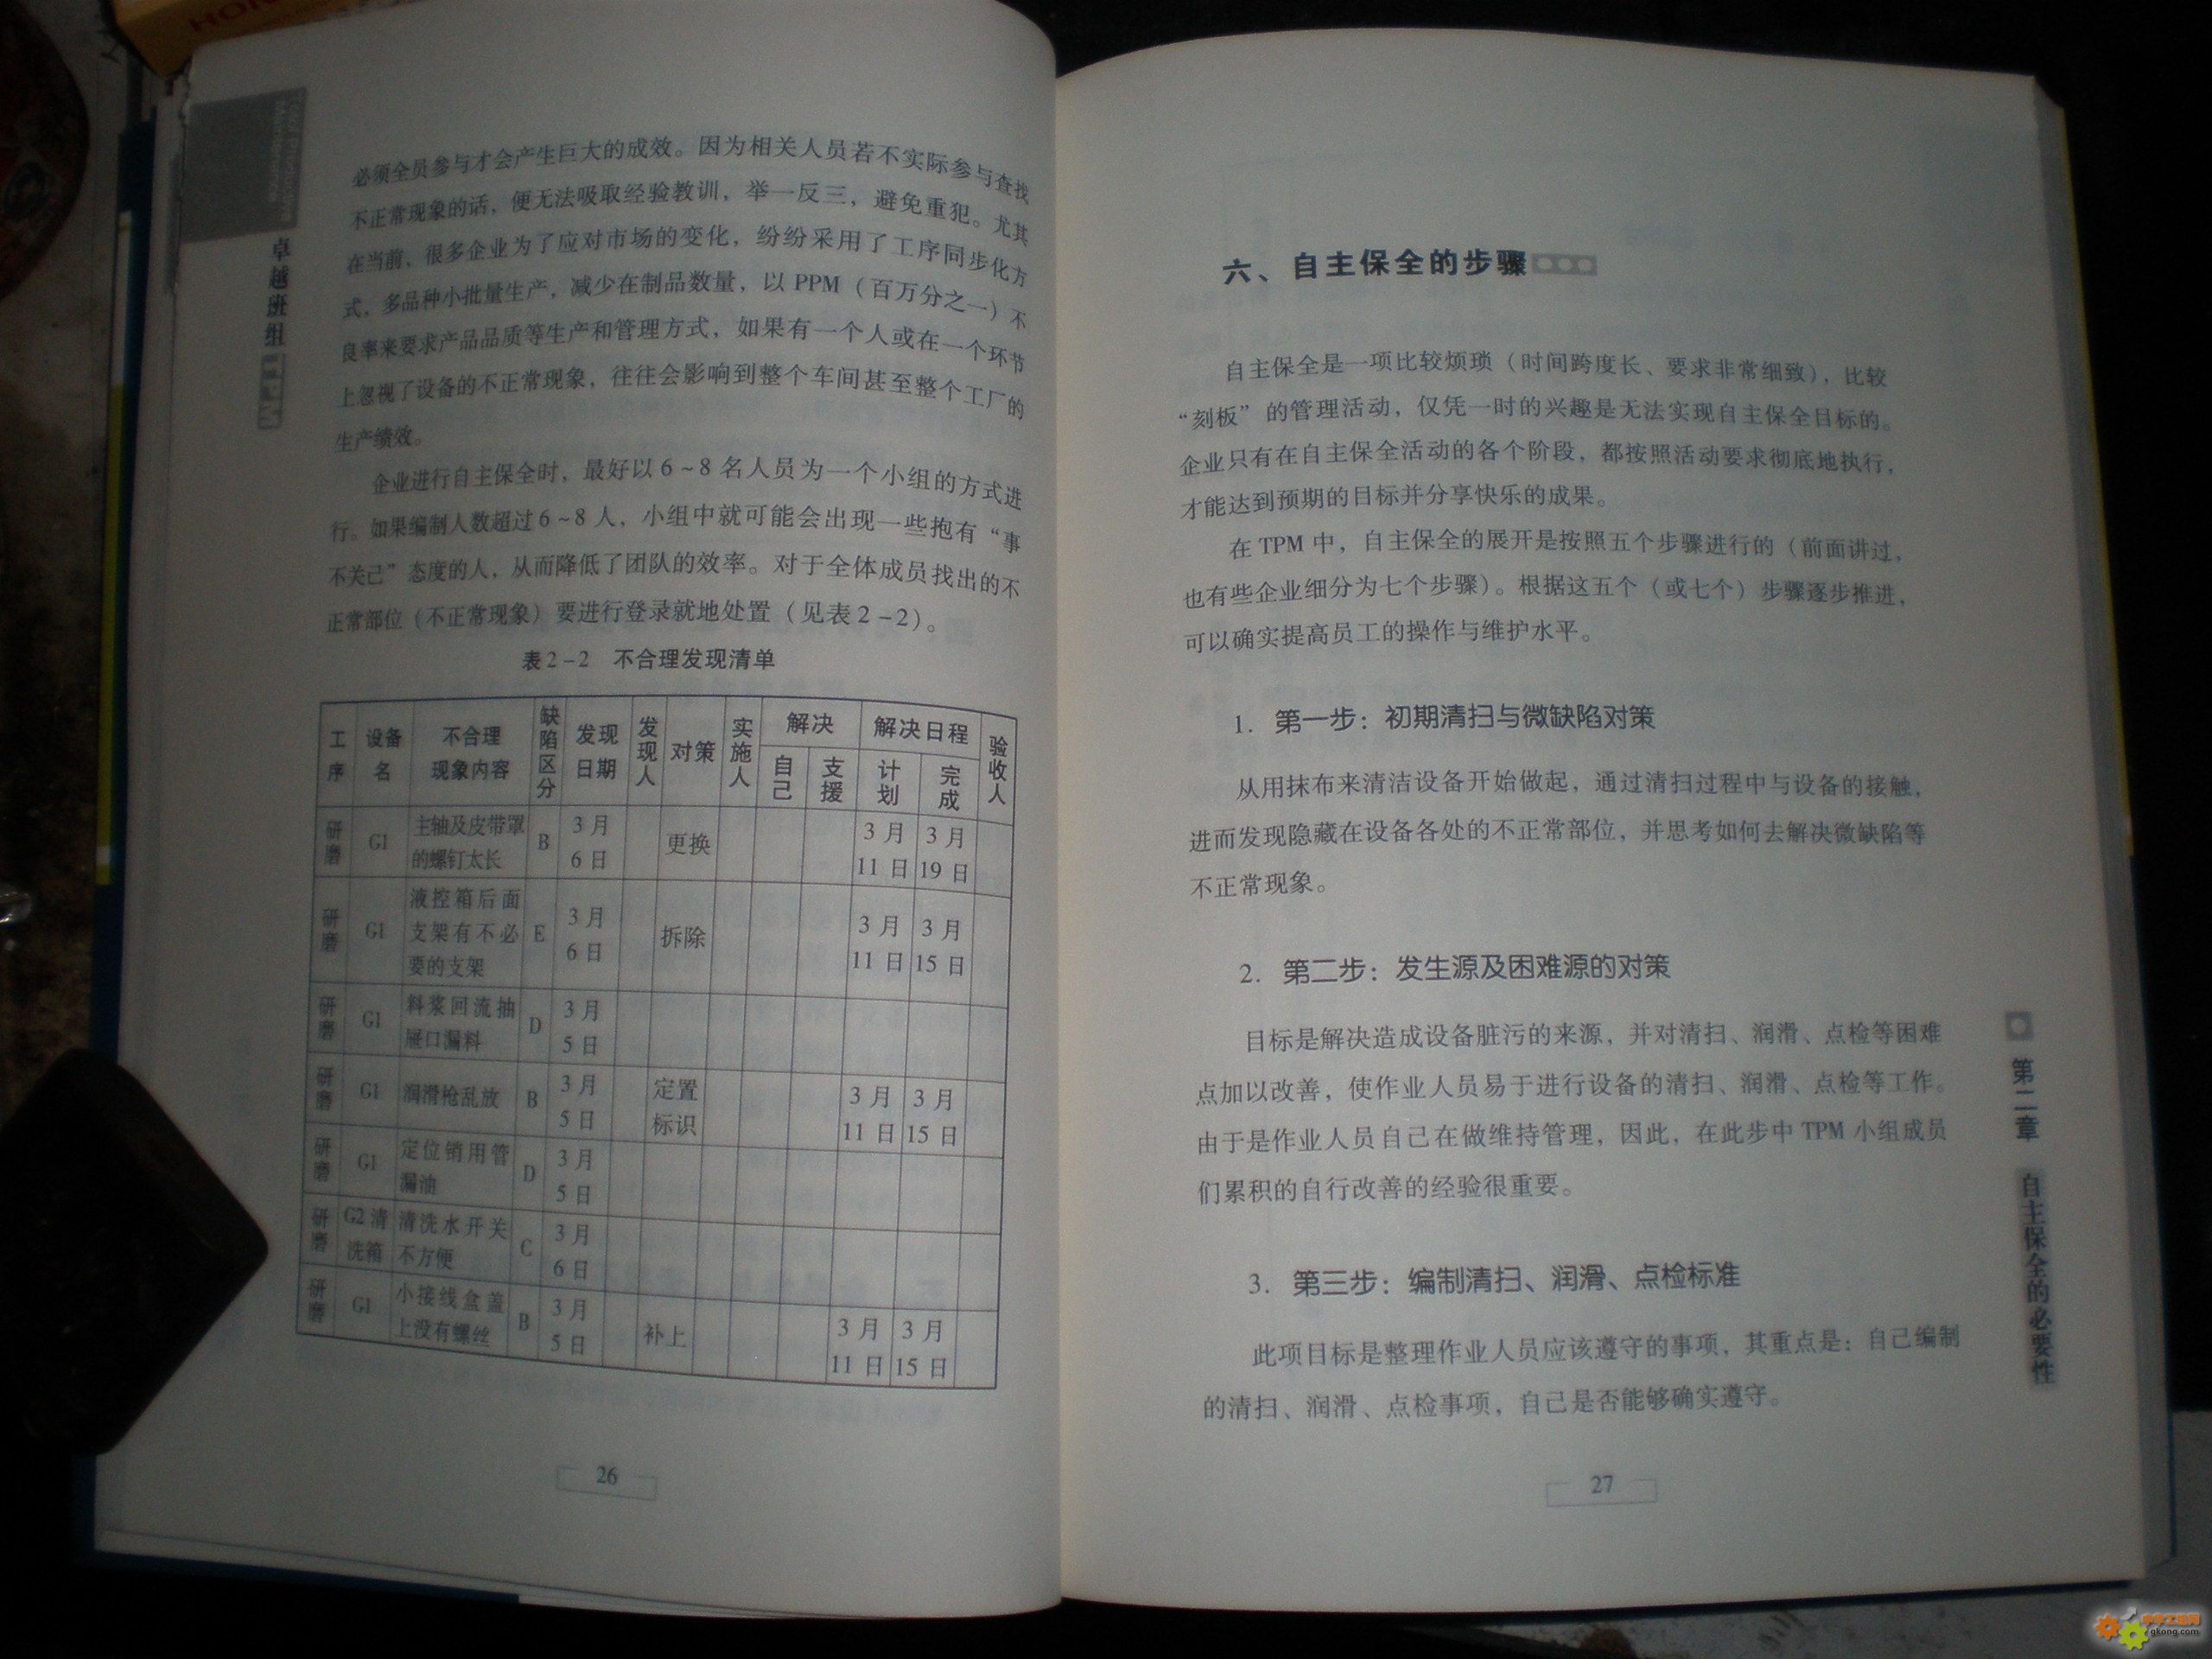 HON
卓越班组 TPM
必须全员参与才会产生巨大的成效。因为相关人员若不实际参与查找
不正常现象的话，便无法吸取经验教训，举一反三，避免重犯。尤其
在当前，很多企业为了应对市场的变化，纷纷采用了工序同步化方
式，多品种小批量生产，减少在制品数量，以 PPM（百万分之一）不
良率来要求产品品质等生产和管理方式，如果有一个人或在一个环节
上忽视了设备的不正常现象，往往会影响到整个车间甚至整个工厂的
生产绩效。
企业进行自主保全时，最好以 6～8 名人员为一个小组的方式进
行。如果编制人数超过 6～8 人，小组中就可能会出现一些抱有“事
不关己”态度的人，从而降低了团队的效率。对于全体成员找出的不
正常部位（不正常现象）要进行登录就地处置（见表 2－2）。
表 2－2 不合理发现清单
工序 设备名 不合理现象内容 缺陷区分 发现日期 发现人 对策 实施人 解决 自己 支援 解决日程 计划 完成 验收人
研磨 G1 主轴及皮带罩的螺钉太长 B 3月6日 更换 3月11日 3月19日
研磨 G1 液控箱后面支架有不必要的支架 E 3月6日 拆除 3月11日 3月15日
研磨 G1 料浆回流抽屉口漏料 D 3月5日
研磨 G1 润滑枪乱放 B 3月5日 定置标识 3月11日 3月15日
研磨 G1 定位销用管漏油 D 3月5日
研磨 G2清洗箱 清洗水开关不方便 C 3月6日
研磨 G1 小接线盒盖上没有螺丝 B 3月5日 补上 3月11日 3月15日
26
六、自主保全的步骤
自主保全是一项比较烦琐（时间跨度长、要求非常细致），比较
“刻板”的管理活动，仅凭一时的兴趣是无法实现自主保全目标的。
企业只有在自主保全活动的各个阶段，都按照活动要求彻底地执行，
才能达到预期的目标并分享快乐的成果。
在 TPM 中，自主保全的展开是按照五个步骤进行的（前面讲过，
也有些企业细分为七个步骤）。根据这五个（或七个）步骤逐步推进，
可以确实提高员工的操作与维护水平。
1. 第一步：初期清扫与微缺陷对策
从用抹布来清洁设备开始做起，通过清扫过程中与设备的接触，
进而发现隐藏在设备各处的不正常部位，并思考如何去解决微缺陷等
不正常现象。
2. 第二步：发生源及困难源的对策
目标是解决造成设备脏污的来源，并对清扫、润滑、点检等困难
点加以改善，使作业人员易于进行设备的清扫、润滑、点检等工作。
由于是作业人员自己在做维持管理，因此，在此步中 TPM 小组成员
们累积的自行改善的经验很重要。
3. 第三步：编制清扫、润滑、点检标准
此项目标是整理作业人员应该遵守的事项，其重点是：自己编制
的清扫、润滑、点检事项，自己是否能够确实遵守。
第二章 自主保全的必要性
27
gkong.com